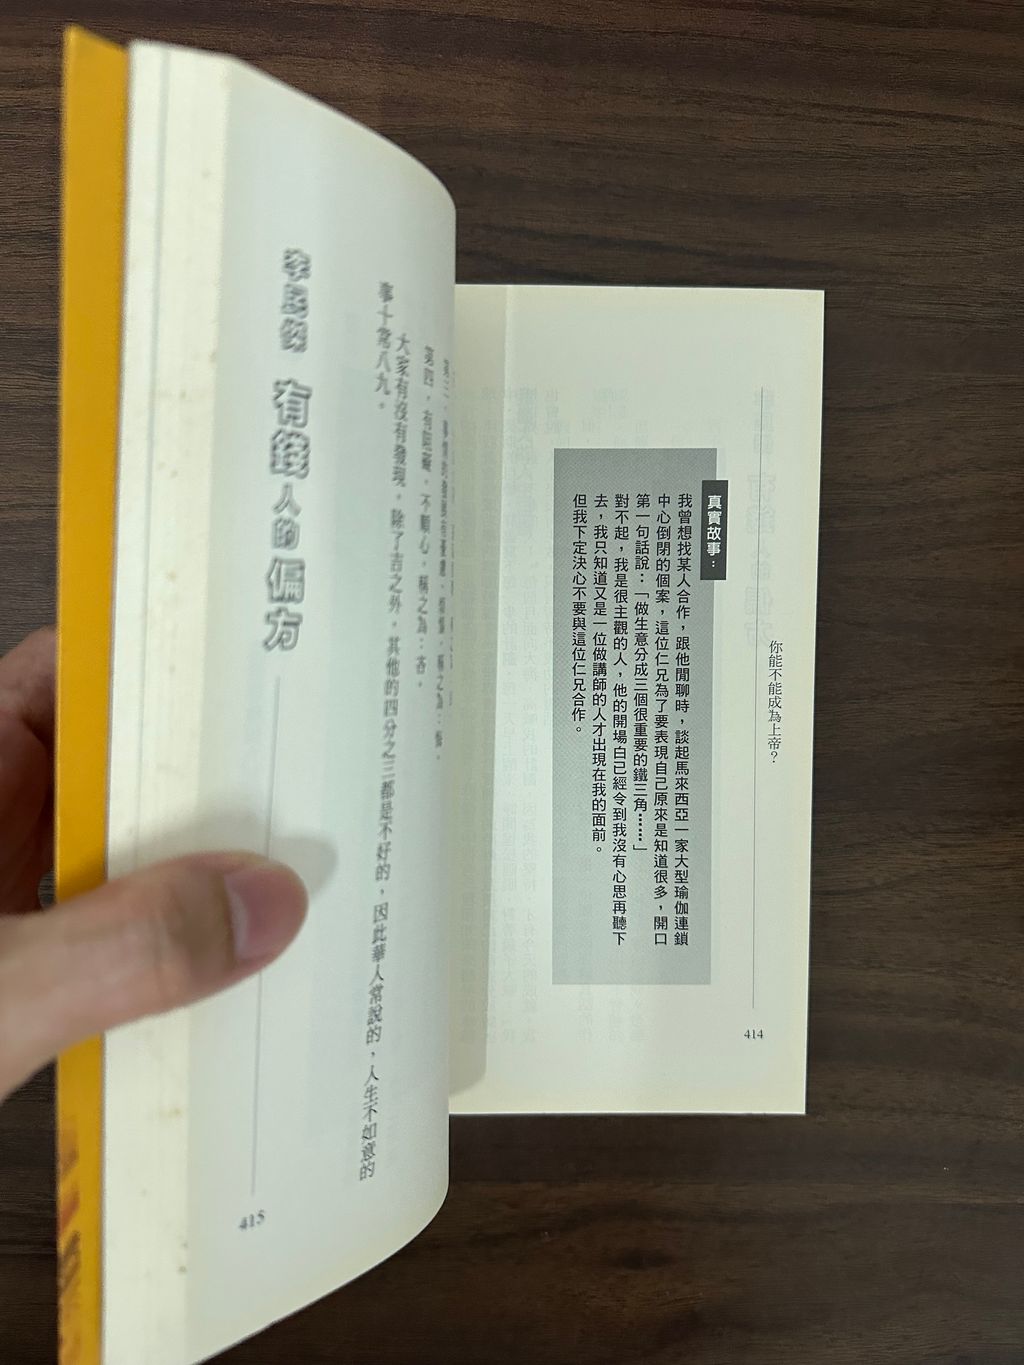 你能不能成為上帝？
真實故事：
我曾想找某人合作，跟他閒聊時，談起馬來西亞一家大型瑜伽連鎖
中心倒閉的個案，這位仁兄為了要表現自己原來是知道很多，開口
第一句話說：「做生意分成三個很重要的鐵三角……」
對不起，我是很主觀的人，他的開場白已經令到我沒有心思再聽下
去，我只知道又是一位做講師的人才出現在我的面前。
但我下定決心不要與這位仁兄合作。
414
第四，有阻礙，不順心，稱之為：吝。
大家有沒有發現，除了吉之外，其他的四分之三都是不好的，因此華人常說的，人生不如意的
事十常八九。
有錢人的偏方
415